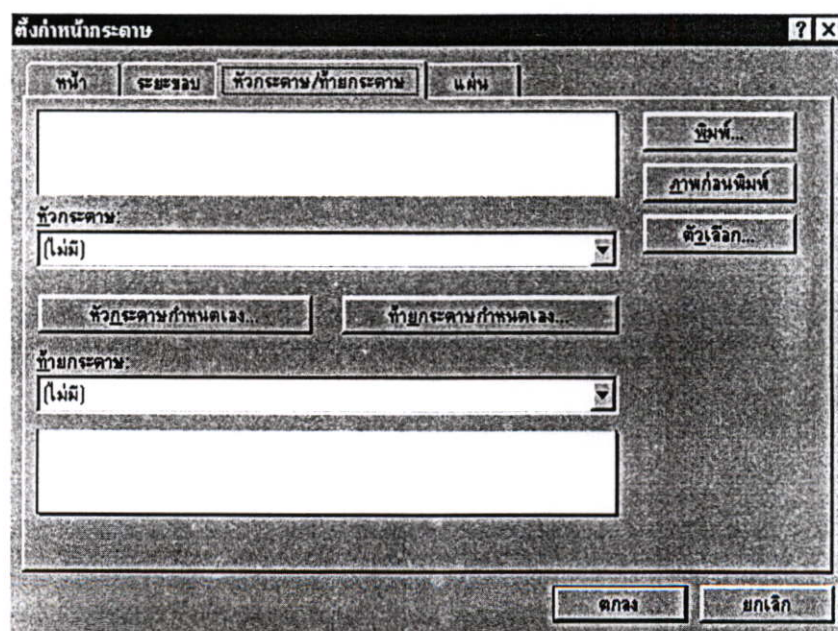 ตั้งค่าหน้ากระดาษ
? X
หน้า ระยะขอบ หัวกระดาษ/ท้ายกระดาษ แผ่น
พิมพ์...
ภาพก่อนพิมพ์
หัวกระดาษ:
ตัวเลือก...
(ไม่มี)
หัวกระดาษกำหนดเอง... ท้ายกระดาษกำหนดเอง...
ท้ายกระดาษ:
(ไม่มี)
ตกลง ยกเลิก